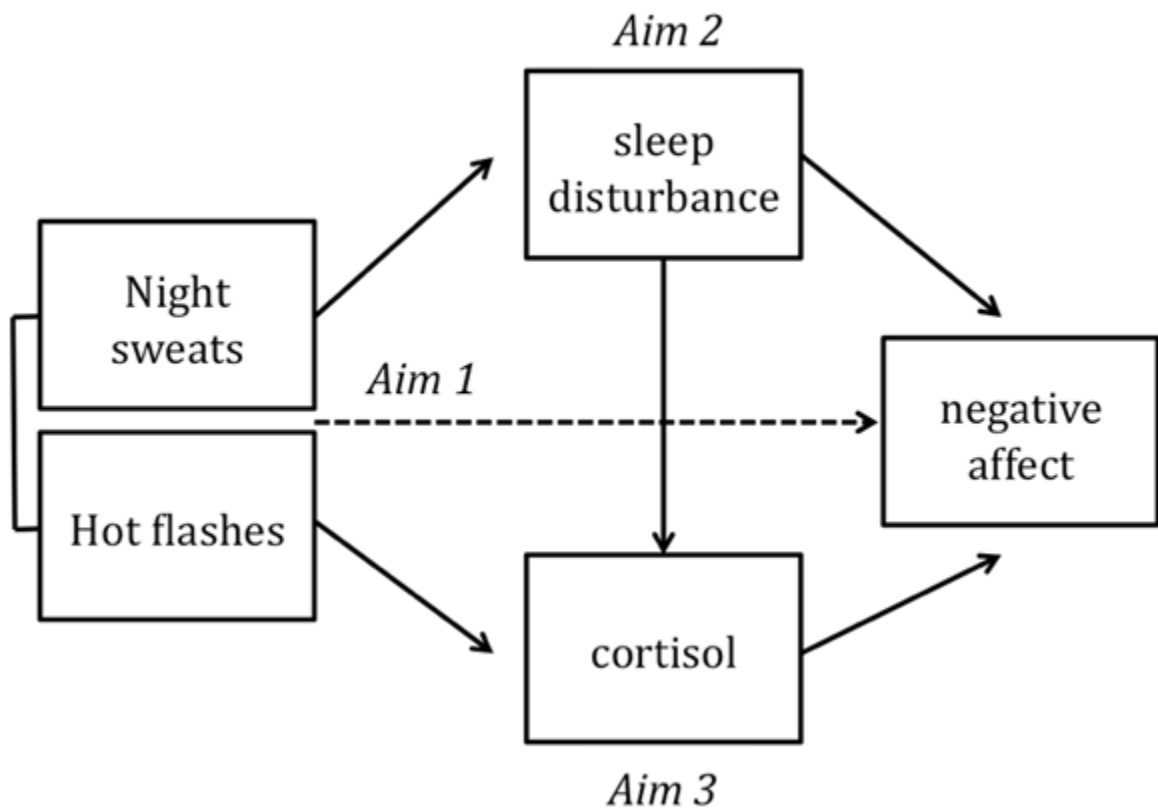 Aim 2
sleep
disturbance
Night
sweats
Aim 1
negative
affect
Hot flashes
cortisol
Aim 3